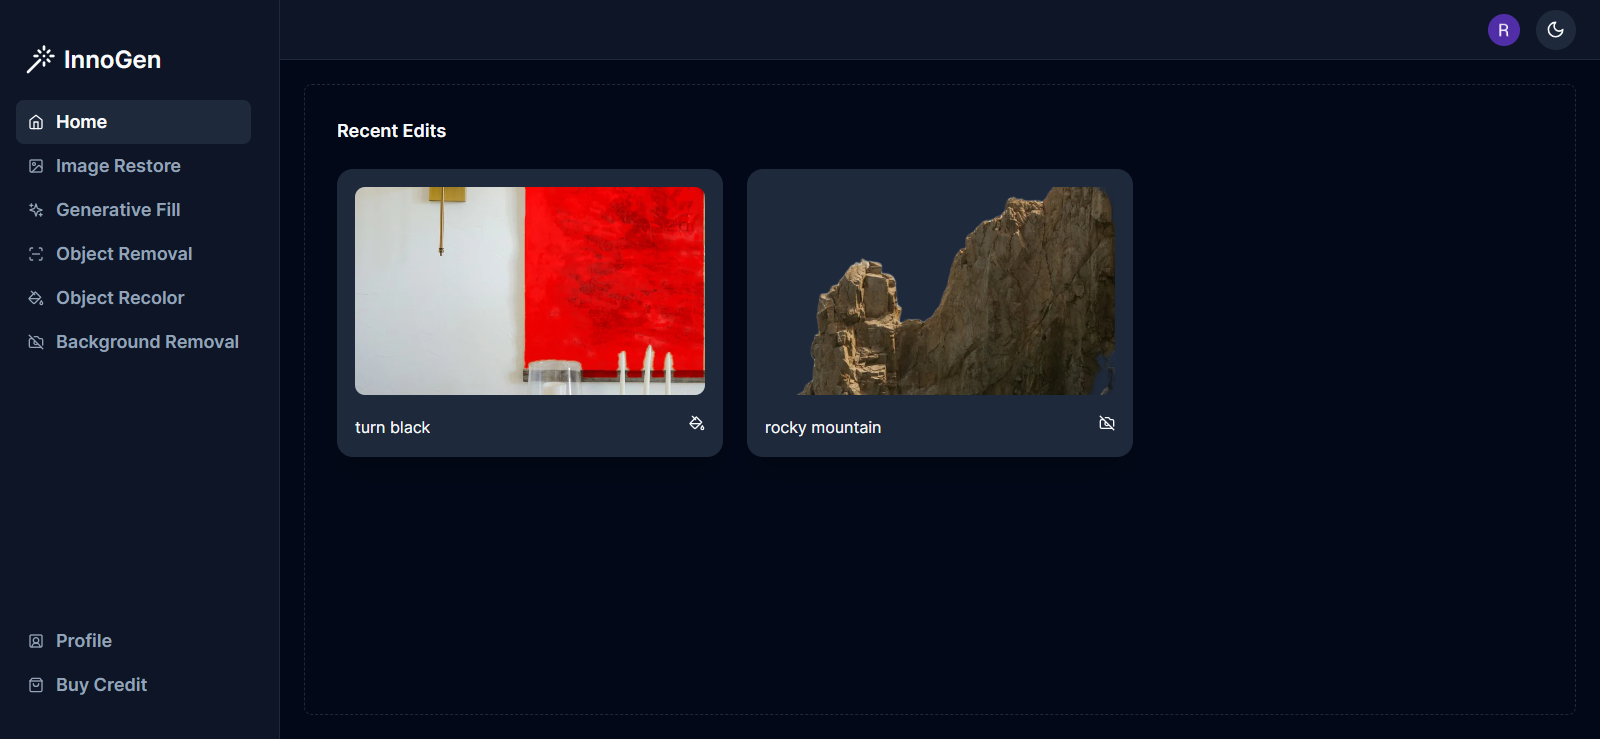 InnoGen
Home
Image Restore
Generative Fill
Object Removal
Object Recolor
Background Removal
Profile
Buy Credit
R
Recent Edits
turn black
rocky mountain